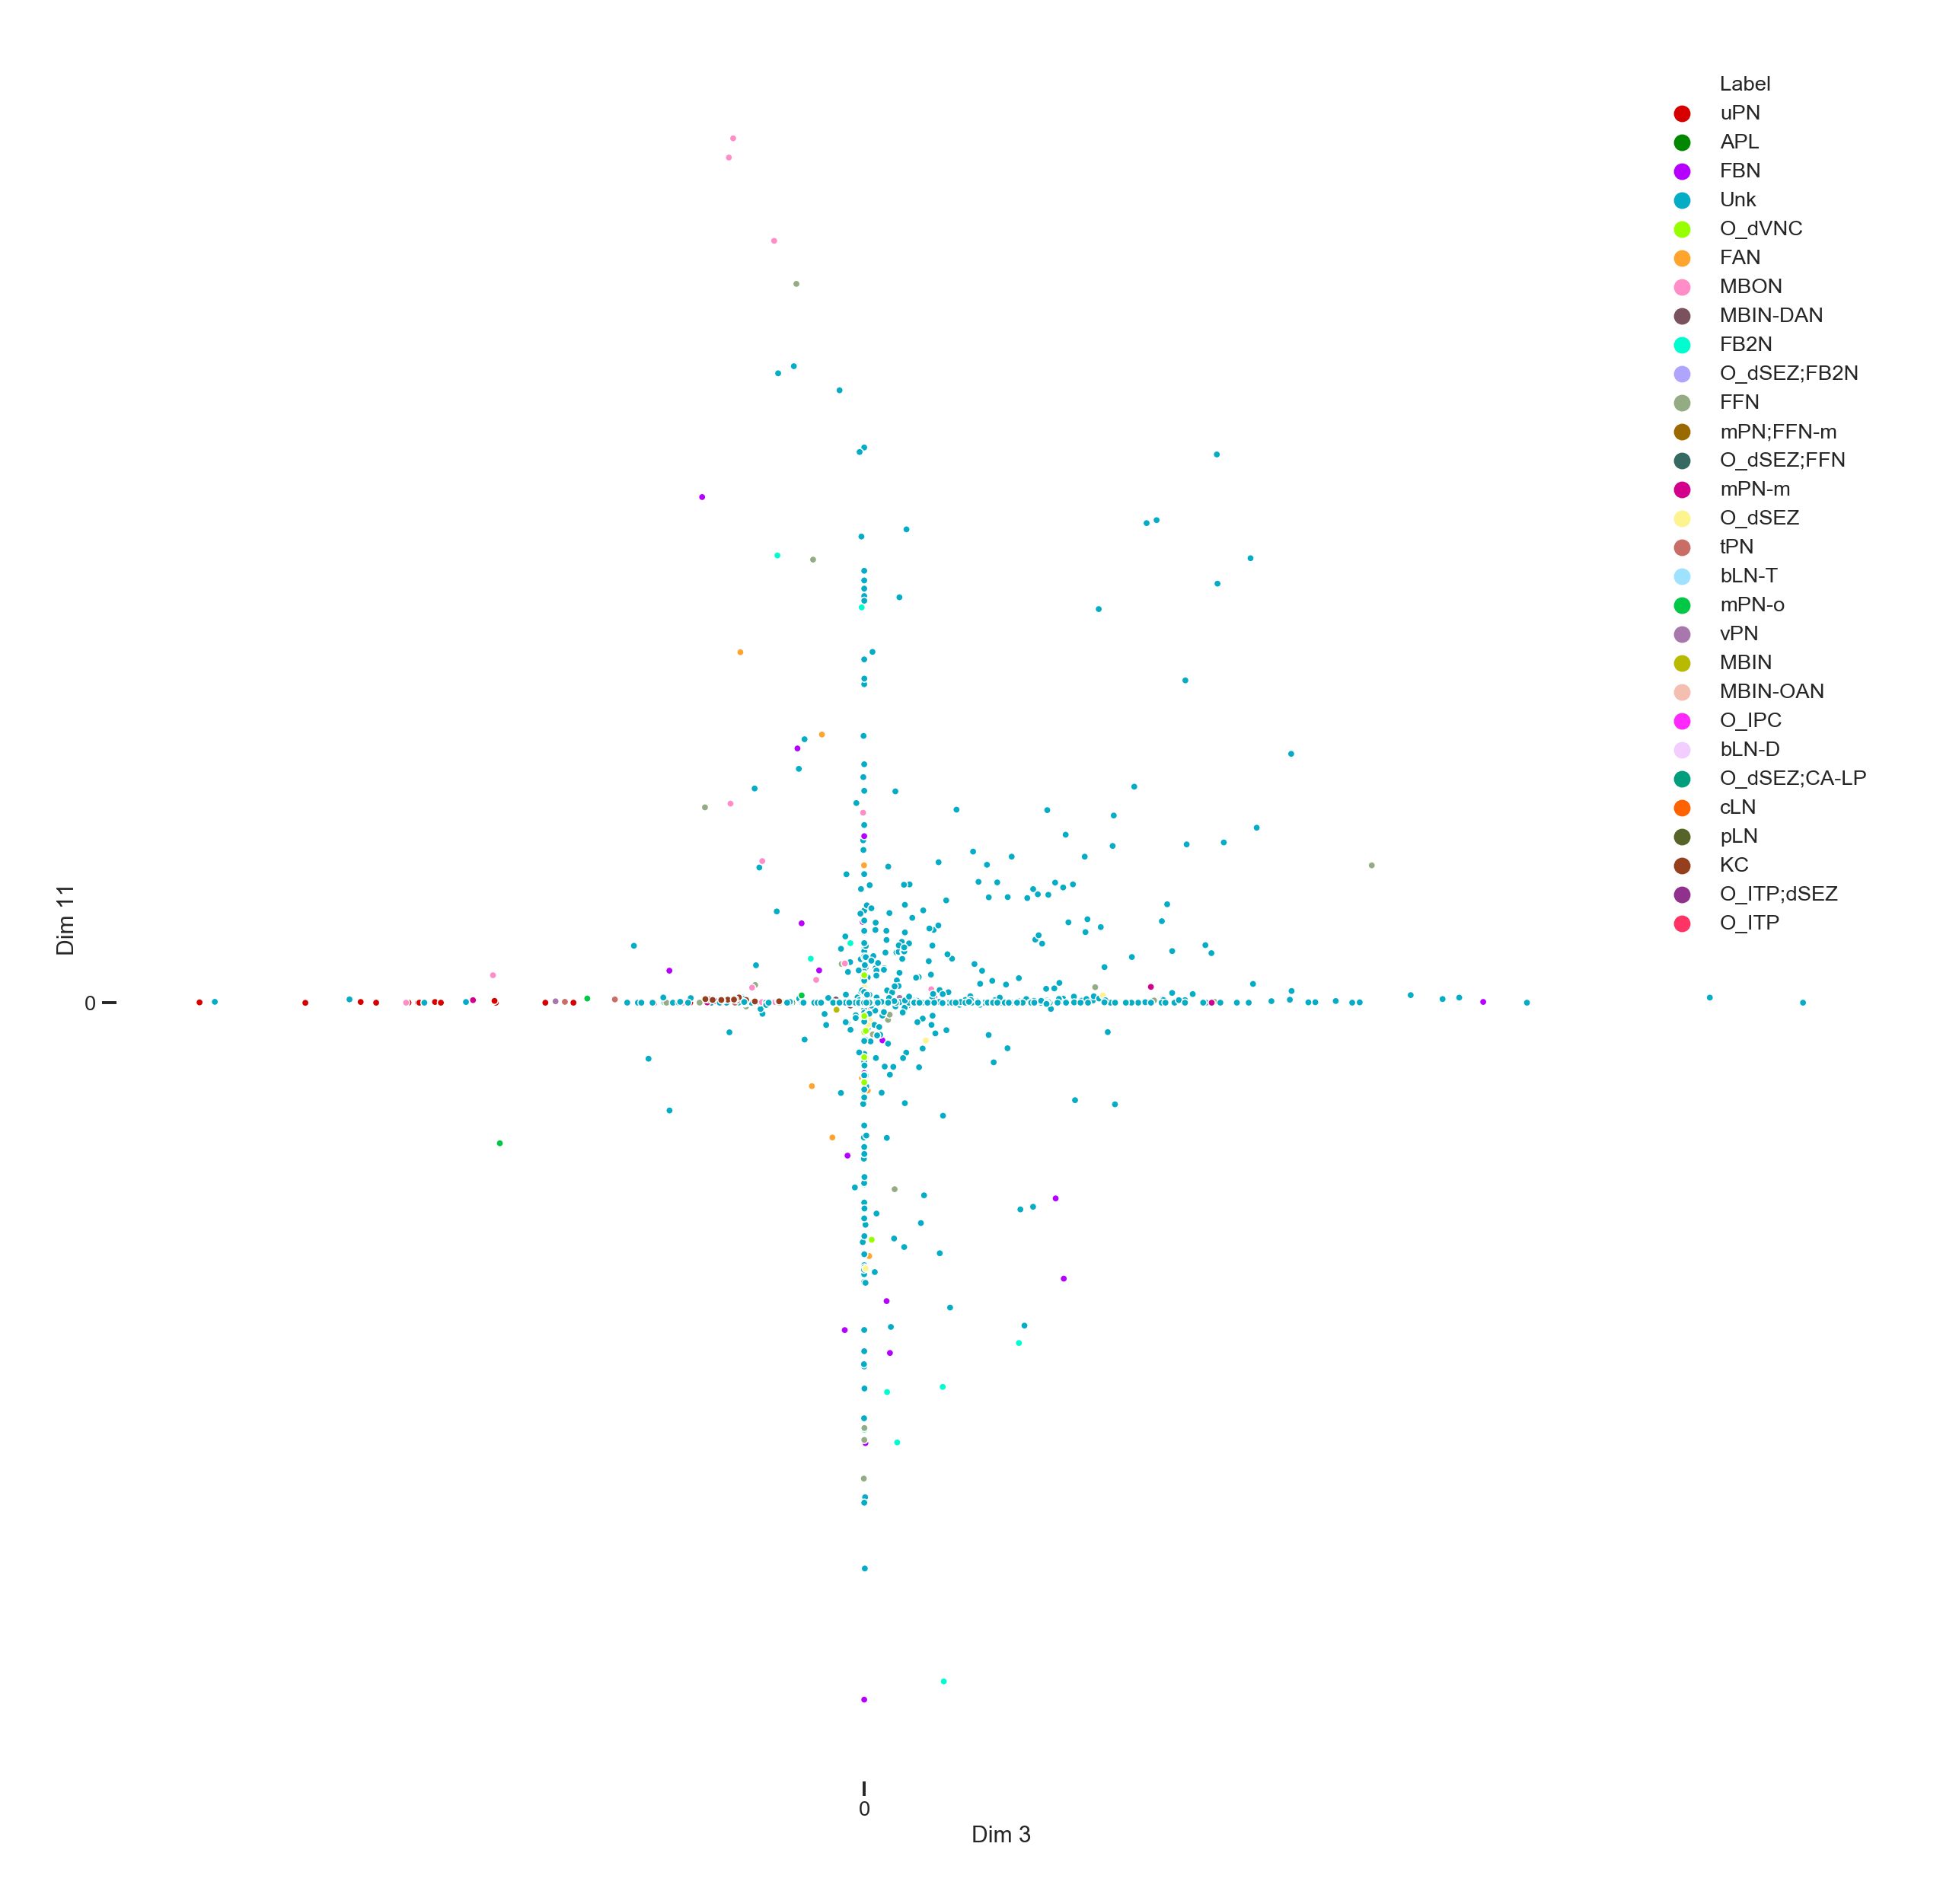 Label
uPN
APL
FBN
Unk
O_dVNC
FAN
MBON
MBIN-DAN
FB2N
O_dSEZ;FB2N
FFN
mPN;FFN-m
O_dSEZ;FFN
mPN-m
O_dSEZ
tPN
bLN-T
mPN-o
vPN
MBIN
MBIN-OAN
O_IPC
bLN-D
O_dSEZ;CA-LP
cLN
pLN
KC
O_ITP;dSEZ
O_ITP
Dim 11
0
0
Dim 3